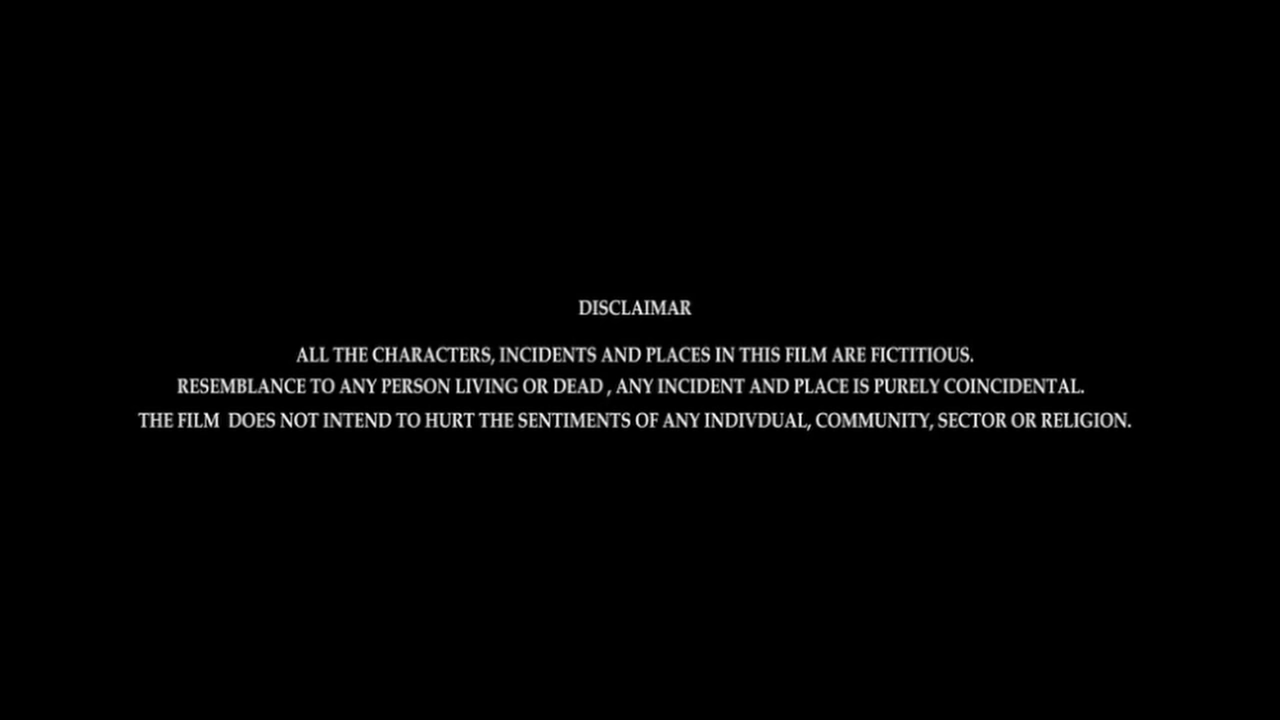 DISCLAIMAR
ALL THE CHARACTERS, INCIDENTS AND PLACES IN THIS FILM ARE FICTITIOUS.
RESEMBLANCE TO ANY PERSON LIVING OR DEAD , ANY INCIDENT AND PLACE IS PURELY COINCIDENTAL.
THE FILM  DOES NOT INTEND TO HURT THE SENTIMENTS OF ANY INDIVDUAL, COMMUNITY, SECTOR OR RELIGION.